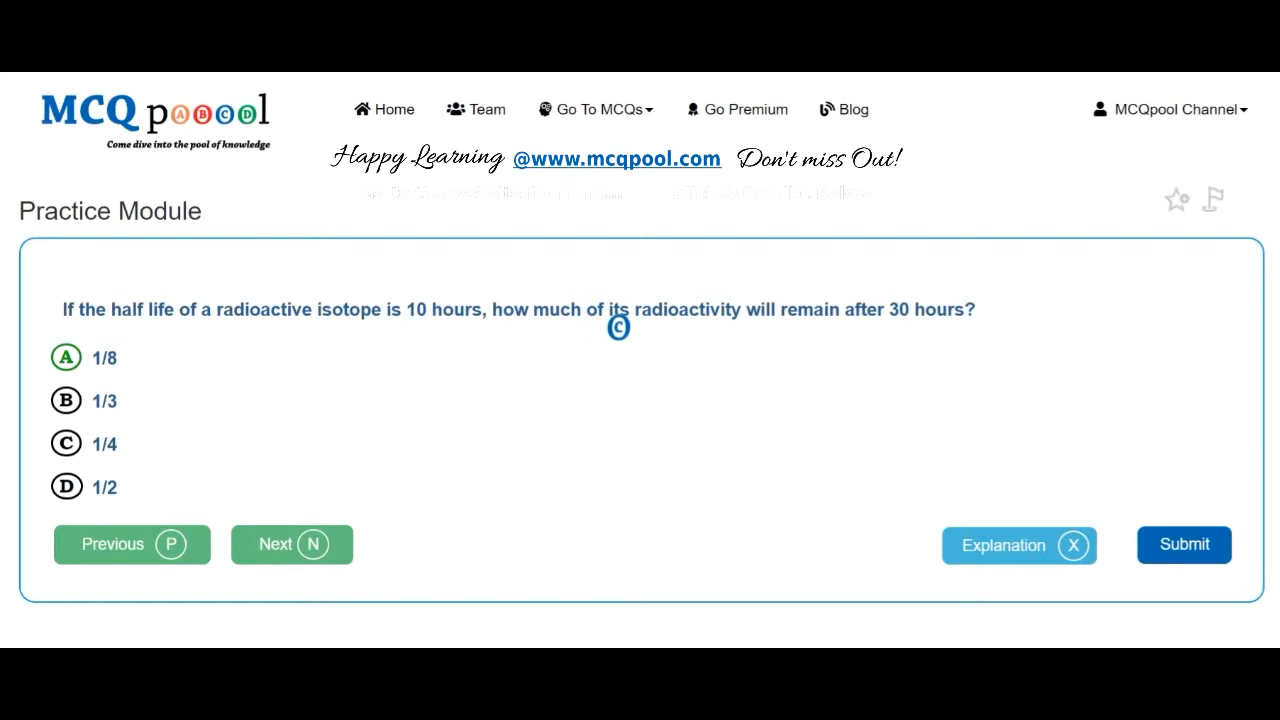 MCQ pABCDl
Come dive into the pool of knowledge
Home Team Go To MCQs Go Premium Blog MCQpool Channel
Happy Learning @www.mcqpool.com Don't miss Out!
Practice Module
If the half life of a radioactive isotope is 10 hours, how much of its radioactivity will remain after 30 hours?
C
A 1/8
B 1/3
C 1/4
D 1/2
Previous P Next N Explanation X Submit